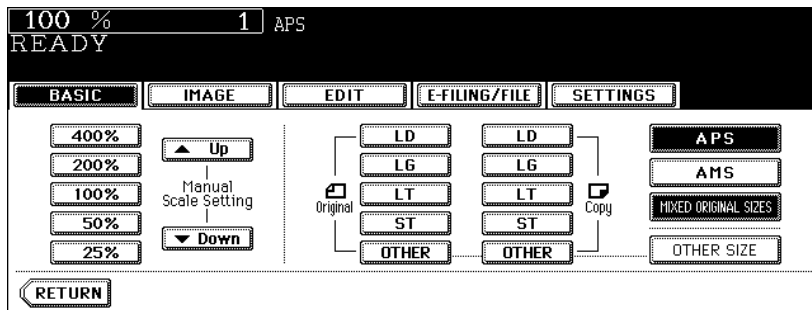 100 % 1 APS
READY
BASIC IMAGE EDIT E-FILING/FILE SETTINGS
400% ▲ Up LD LD APS
200% LG LG AMS
100% Manual Scale Setting Original LT LT Copy MIXED ORIGINAL SIZES
50% ST ST
25% ▼ Down OTHER OTHER OTHER SIZE
RETURN